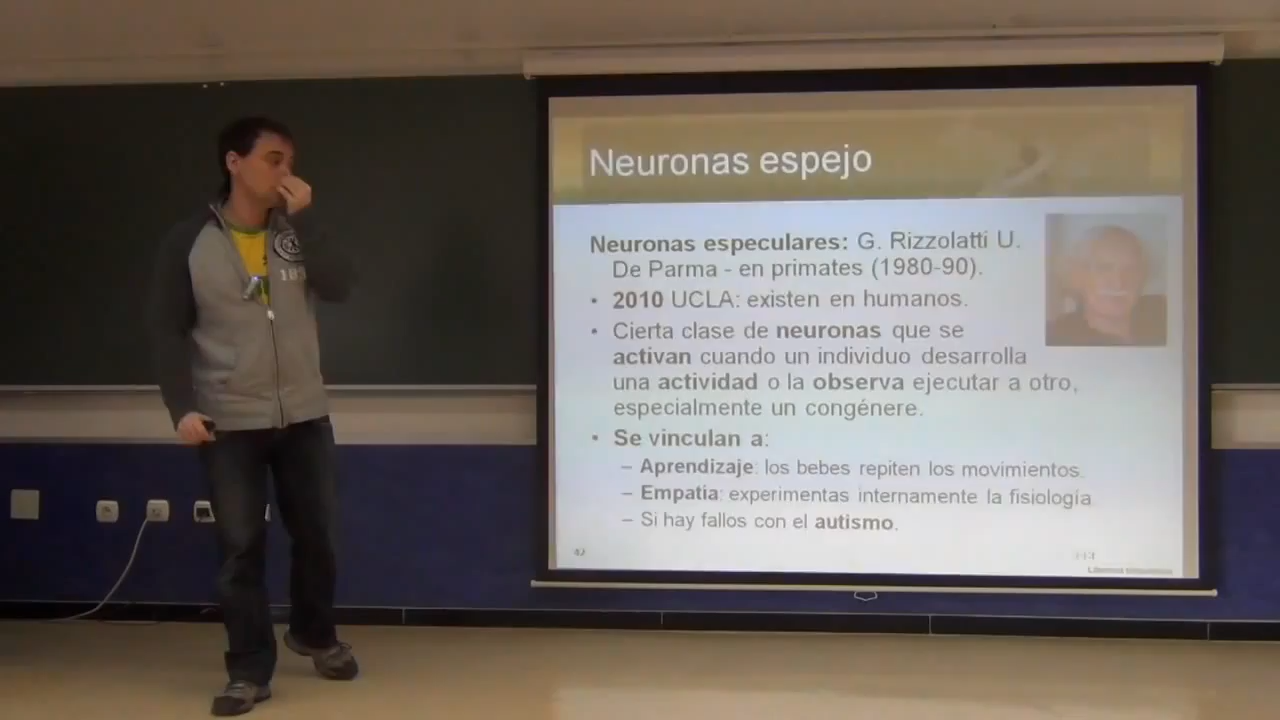 Neuronas espejo
Neuronas especulares: G. Rizzolatti U.
De Parma - en primates (1980-90).
• 2010 UCLA: existen en humanos.
• Cierta clase de neuronas que se
activan cuando un individuo desarrolla
una actividad o la observa ejecutar a otro,
especialmente un congénere.
• Se vinculan a:
– Aprendizaje: los bebes repiten los movimientos.
– Empatía: experimentas internamente la fisiología
– Si hay fallos con el autismo.